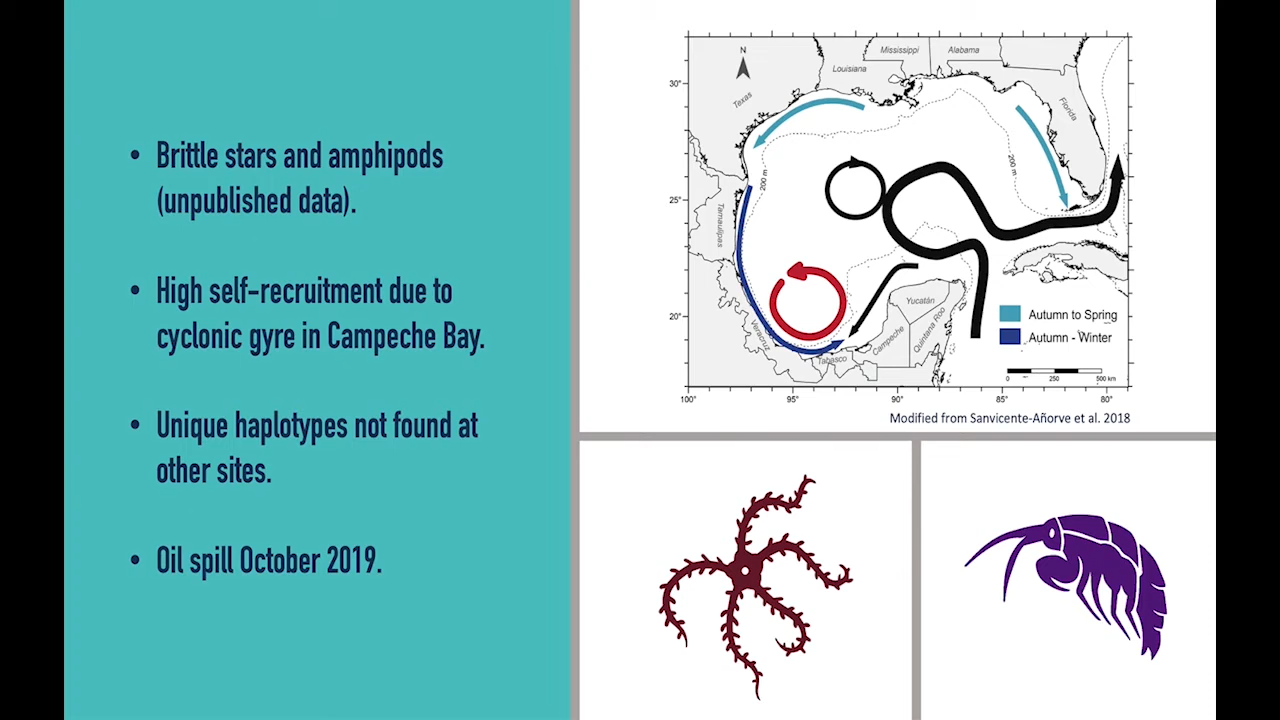 • Brittle stars and amphipods
(unpublished data).
• High self-recruitment due to
cyclonic gyre in Campeche Bay.
• Unique haplotypes not found at
other sites.
• Oil spill October 2019.
N
Mississippi
Alabama
Louisiana
Texas
Florida
30°
25°
20°
200 m
200 m
Tamaulipas
Veracruz
Tabasco
Campeche
Yucatán
Quintana Roo
Autumn to Spring
Autumn - Winter
0 250 500 km
100° 95° 90° 85° 80°
Modified from Sanvicente-Añorve et al. 2018